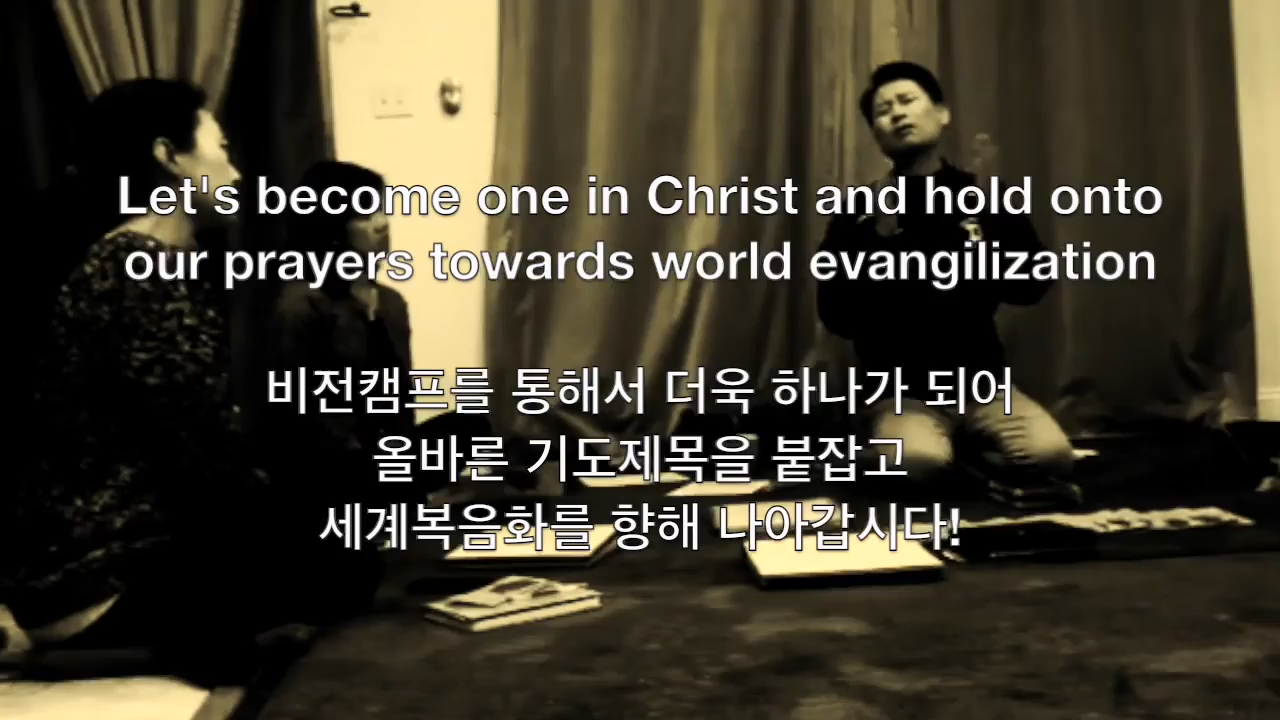 Let's become one in Christ and hold onto
our prayers towards world evangilization
비전캠프를 통해서 더욱 하나가 되어
올바른 기도제목을 붙잡고
세계복음화를 향해 나아갑시다!